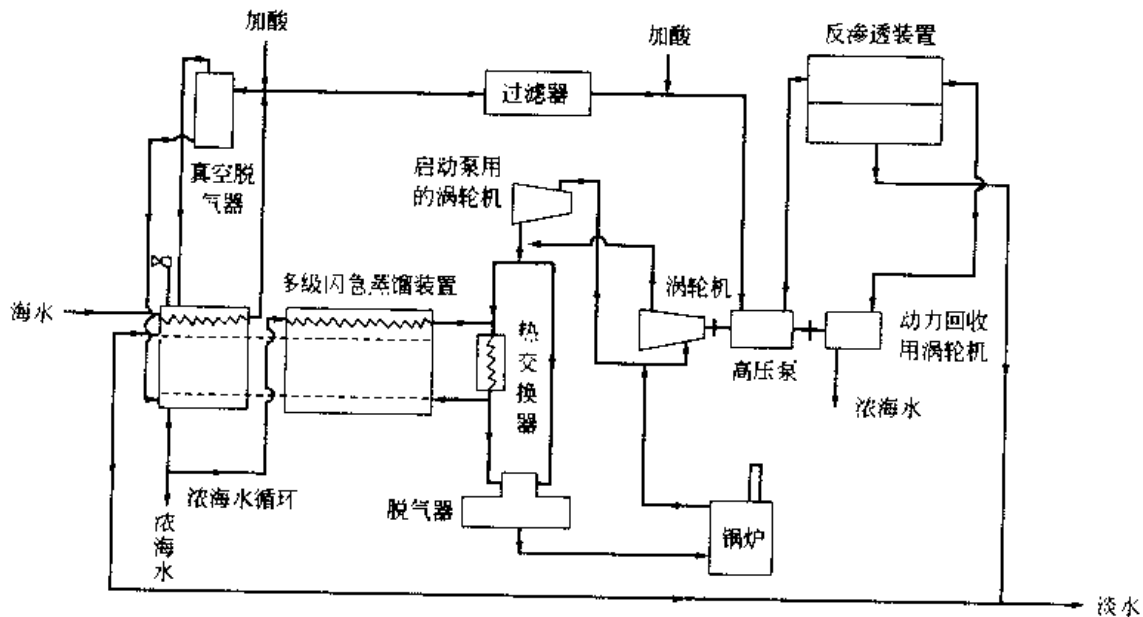 加酸
加酸
反渗透装置
过滤器
真空脱
气器
启动泵用
的涡轮机
多级闪急蒸馏装置
涡轮机
海水
热交换器
高压泵
动力回收
用涡轮机
浓海水
浓海水循环
脱气器
锅炉
浓海水
淡水